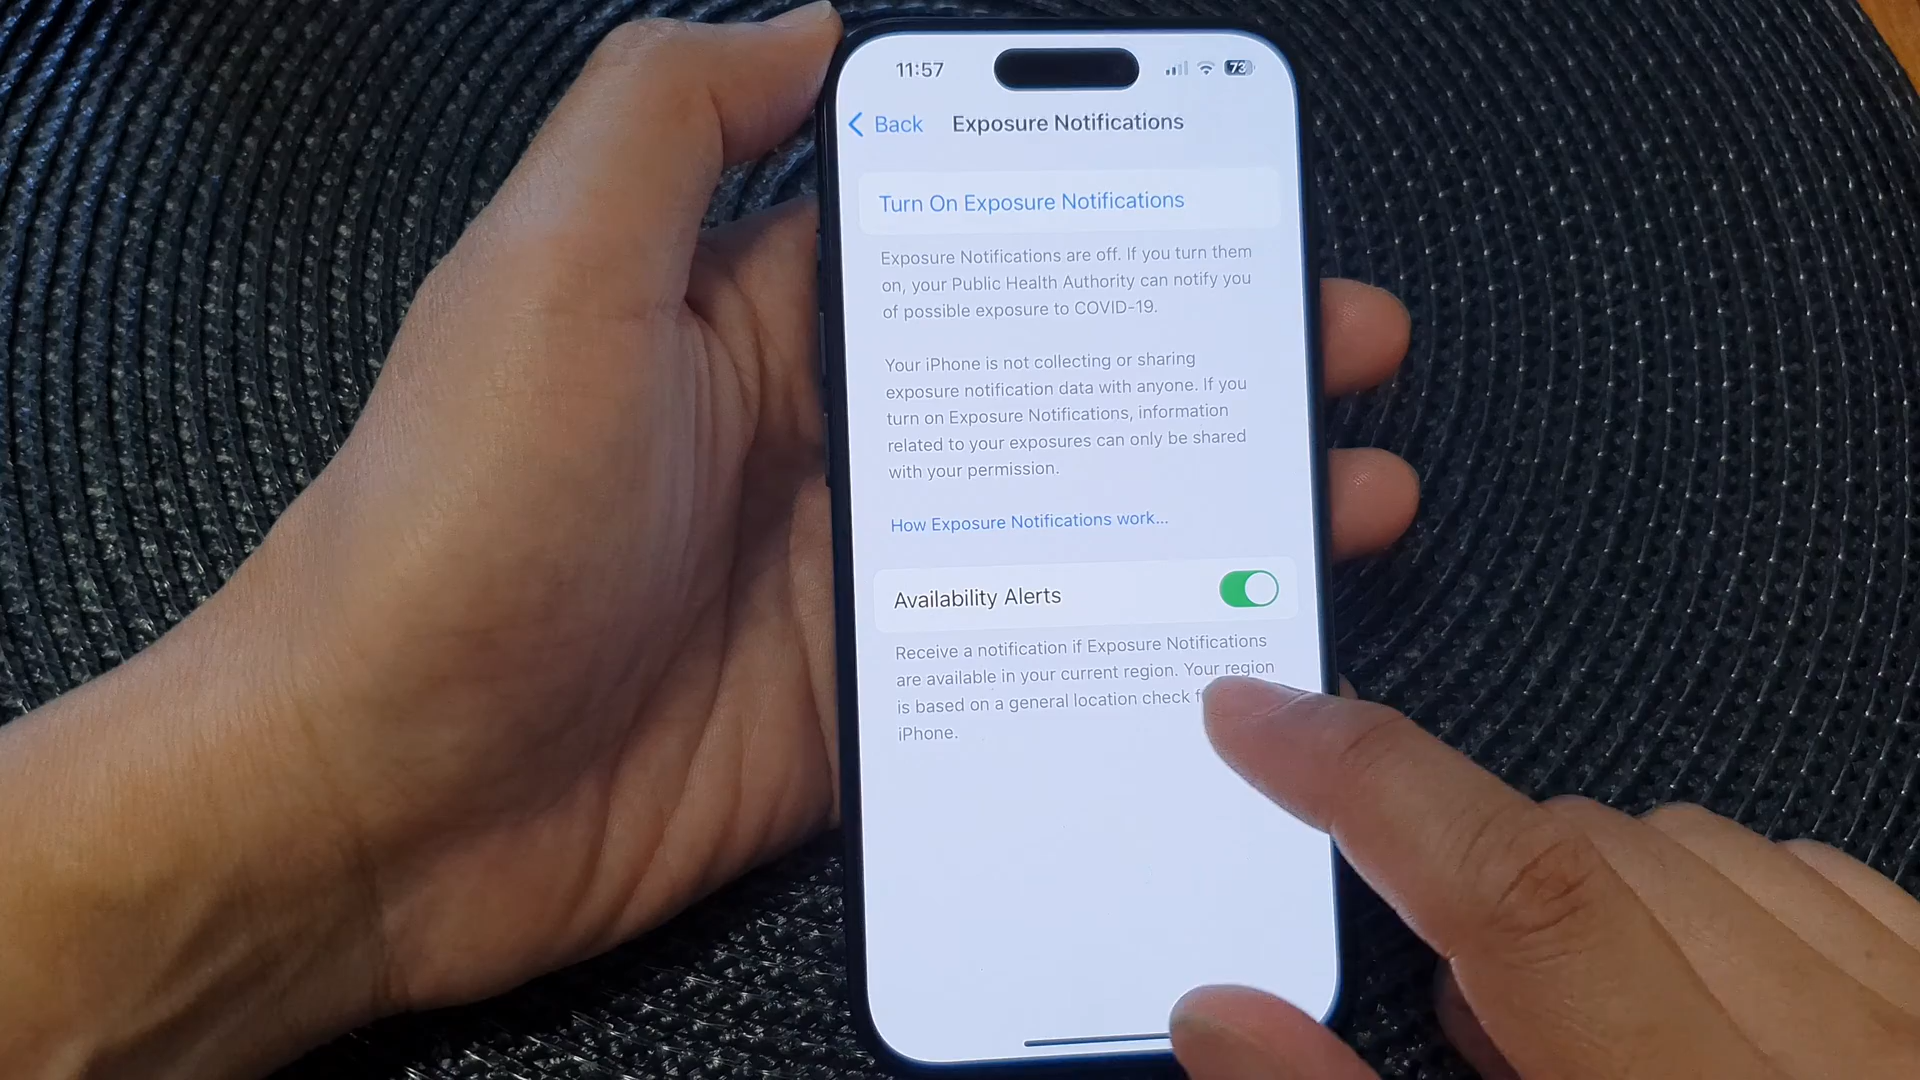 11:57
73
Back
Exposure Notifications
Turn On Exposure Notifications
Exposure Notifications are off. If you turn them
on, your Public Health Authority can notify you
of possible exposure to COVID-19.
Your iPhone is not collecting or sharing
exposure notification data with anyone. If you
turn on Exposure Notifications, information
related to your exposures can only be shared
with your permission.
How Exposure Notifications work...
Availability Alerts
Receive a notification if Exposure Notifications
are available in your current region. Your region
is based on a general location check
iPhone.